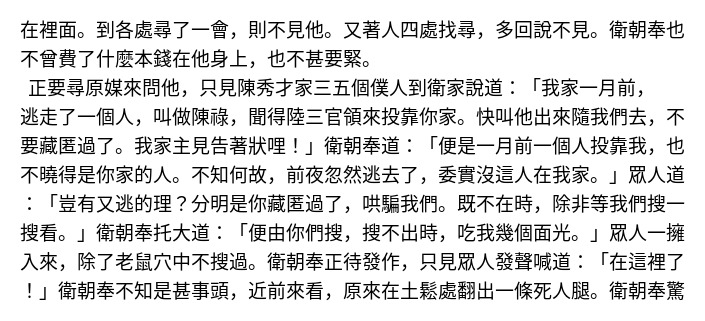 在裡面。到各處尋了一會，則不見他。又著人四處找尋，多回說不見。衛朝奉也
不曾費了什麼本錢在他身上，也不甚要緊。
正要尋原媒來問他，只見陳秀才家三五個僕人到衛家說道：「我家一月前，
逃走了一個人，叫做陳祿，聞得陸三官領來投靠你家。快叫他出來隨我們去，不
要藏匿過了。我家主見告著狀哩！」衛朝奉道：「便是一月前一個人投靠我，也
不曉得是你家的人。不知何故，前夜忽然逃去了，委實沒這人在我家。」眾人道
：「豈有又逃的理？分明是你藏匿過了，哄騙我們。既不在時，除非等我們搜一
搜看。」衛朝奉托大道：「便由你們搜，搜不出時，吃我幾個面光。」眾人一擁
入來，除了老鼠穴中不搜過。衛朝奉正待發作，只見眾人發聲喊道：「在這裡了
！」衛朝奉不知是甚事頭，近前來看，原來在土鬆處翻出一條死人腿。衛朝奉驚